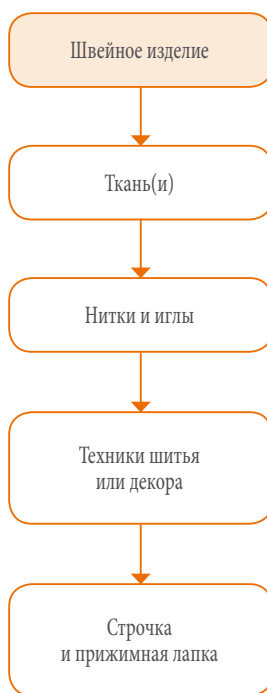 Швейное изделие
Ткань(и)
Нитки и иглы
Техники шитья
или декора
Строчка
и прижимная лапка